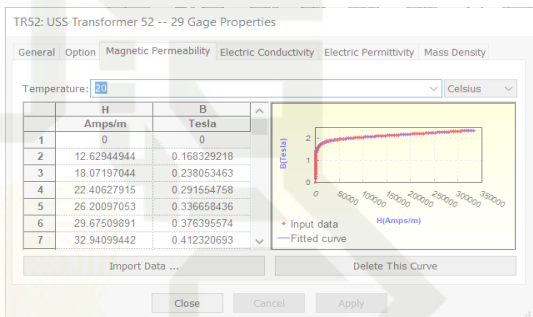 TR52: USS Transformer 52 -- 29 Gage Properties
General Option Magnetic Permeability Electric Conductivity Electric Permittivity Mass Density
Temperature: 20 Celsius
H B
Amps/m Tesla
1 0 0
2 12.62944944 0.168329218
3 18.07197044 0.238053463
4 22.40627915 0.291554758
5 26.20097053 0.336658436
6 29.67509891 0.376395574
7 32.94099442 0.412320693
B(Tesla)
2
1
0
0 50000 100000 150000 200000 250000 300000 350000
H(Amps/m)
Input data
Fitted curve
Import Data ... Delete This Curve
Close Cancel Apply